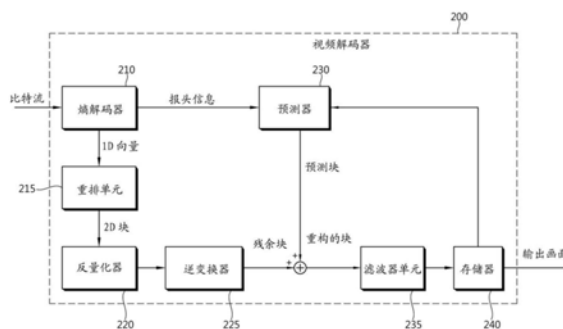 200
视频解码器
210
230
比特流
熵解码器
报头信息
预测器
1D 向量
215
重排单元
预测块
2D 块
残余块
重构的块
输出画面
反量化器
逆变换器
+
+
滤波器单元
存储器
220
225
235
240